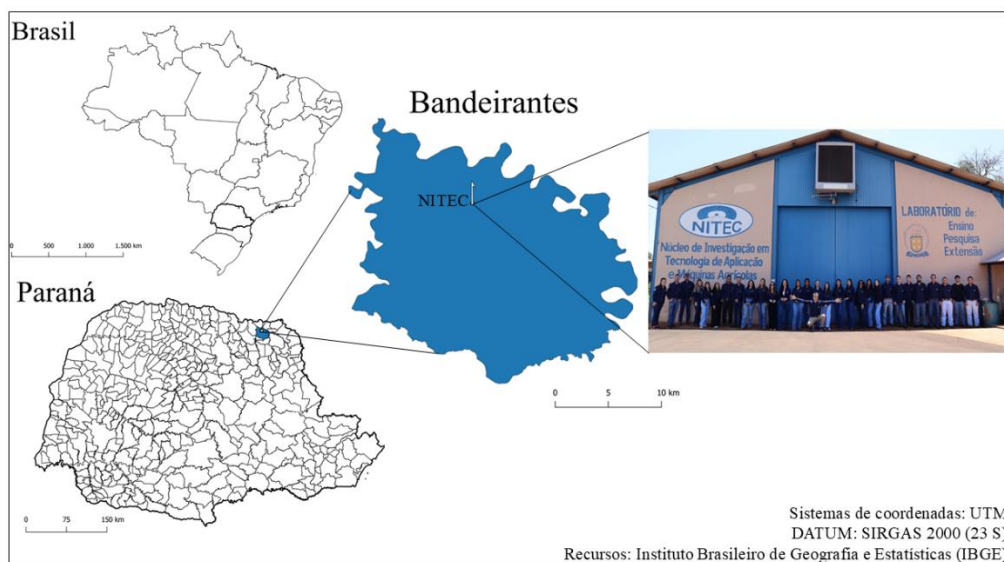 Brasil
0 500 1.000 1.500 km
Paraná
0 75 150 km
Bandeirantes
NITEC
0 5 10 km
NITEC
Núcleo de Investigação em
Tecnologia de Aplicação
e Máquinas Agrícolas
LABORATÓRIO de:
Ensino
Pesquisa
Extensão
Sistemas de coordenadas: UTM
DATUM: SIRGAS 2000 (23 S)
Recursos: Instituto Brasileiro de Geografia e Estatísticas (IBGE)